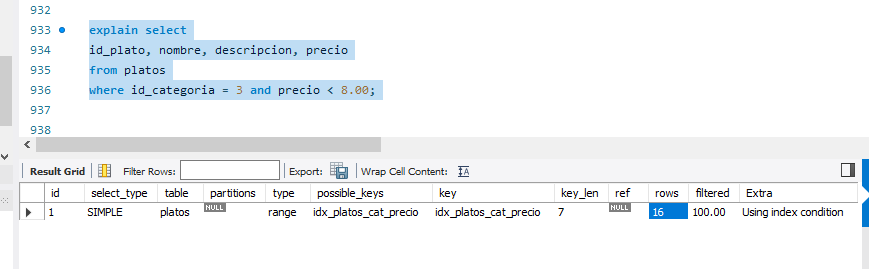 932
933 explain select
934 id_plato, nombre, descripcion, precio
935 from platos
936 where id_categoria = 3 and precio < 8.00;
937
938
Result Grid Filter Rows: Export: Wrap Cell Content: IA
id select_type table partitions type possible_keys key key_len ref rows filtered Extra
1 SIMPLE platos NULL range idx_platos_cat_precio idx_platos_cat_precio 7 NULL 16 100.00 Using index condition